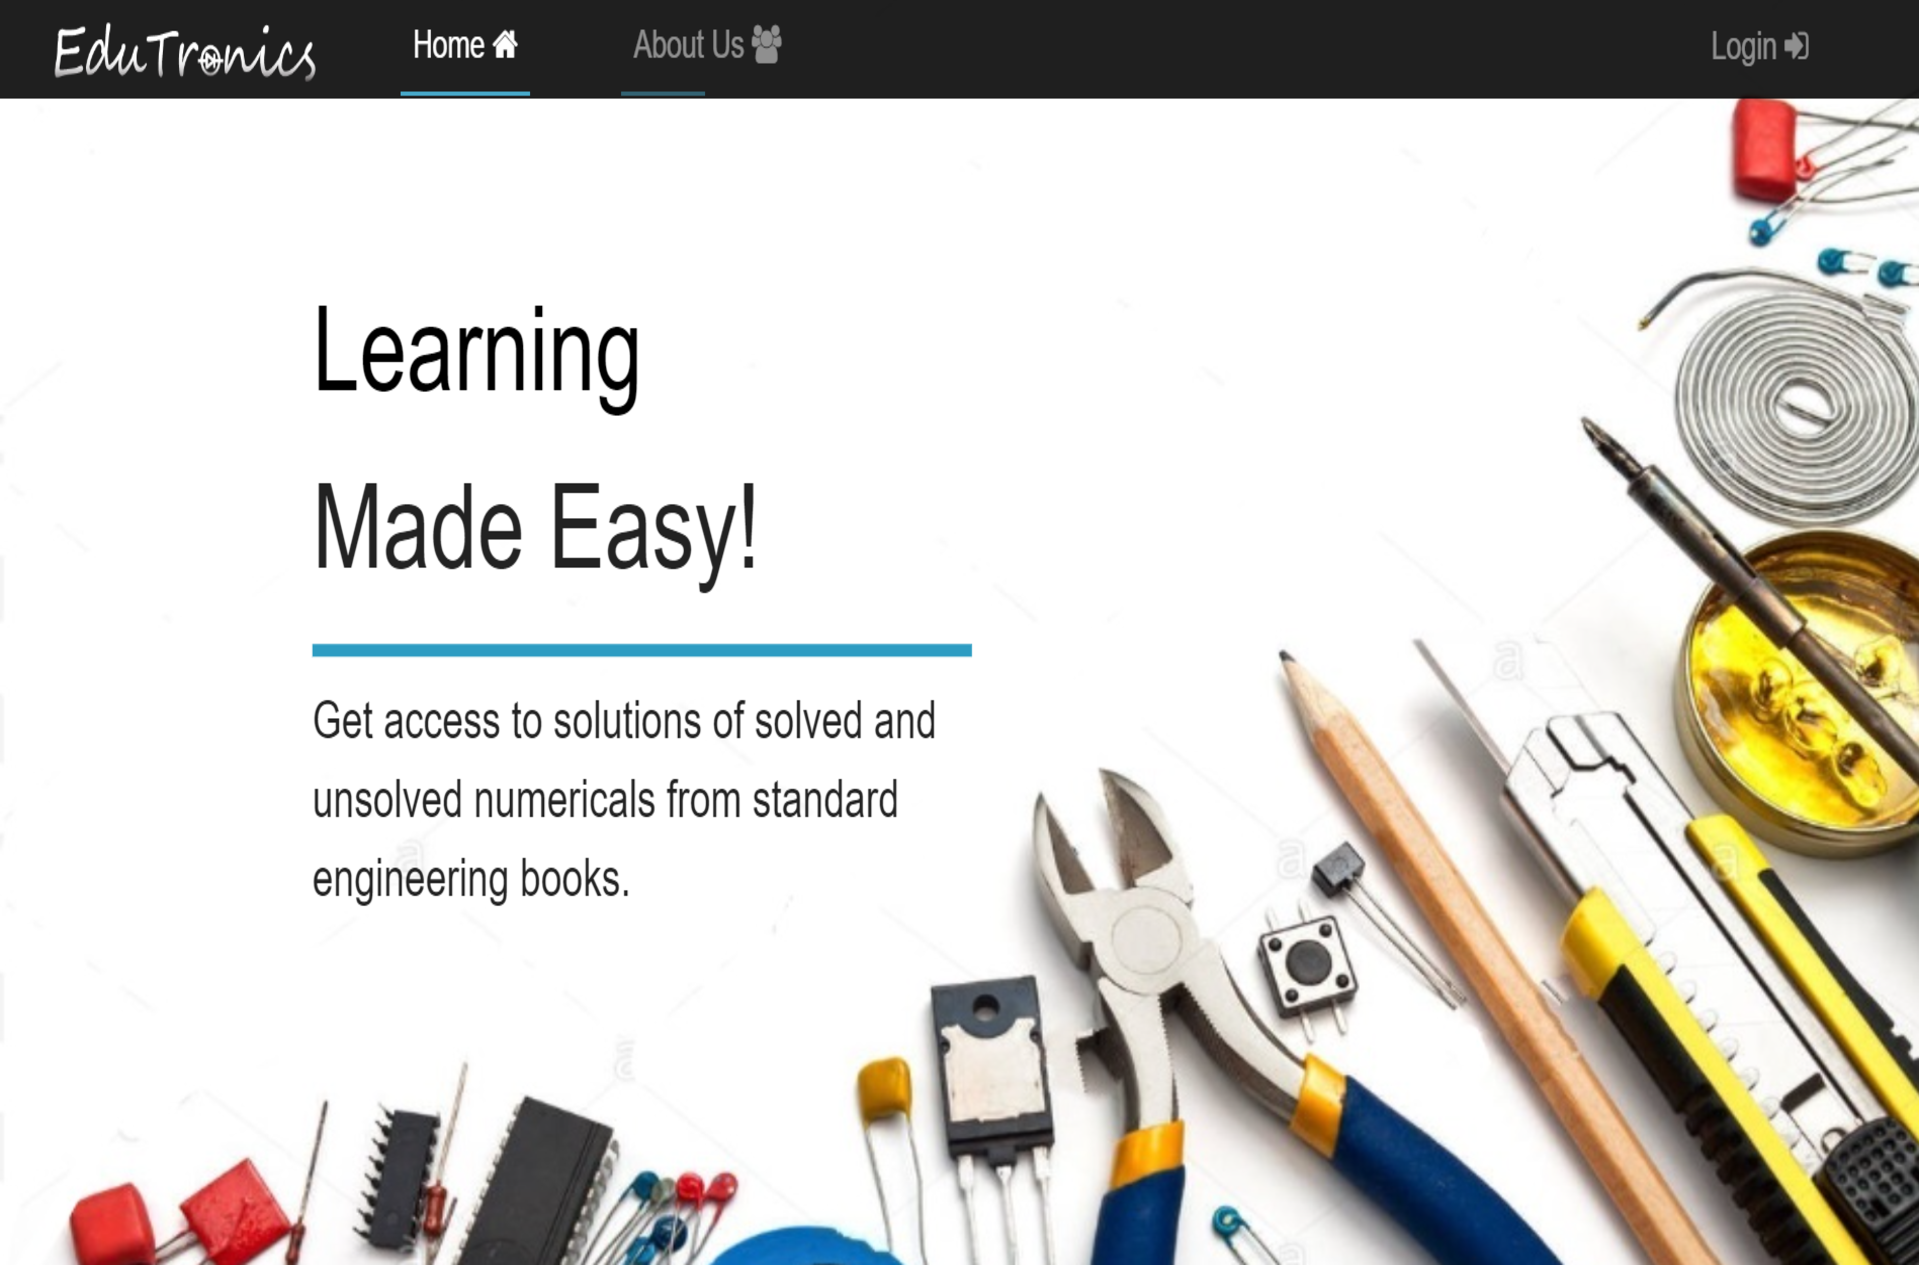 EduTronics
Home
About Us
Login
Learning
Made Easy!
Get access to solutions of solved and
unsolved numericals from standard
engineering books.
a
a
a
a
a
a